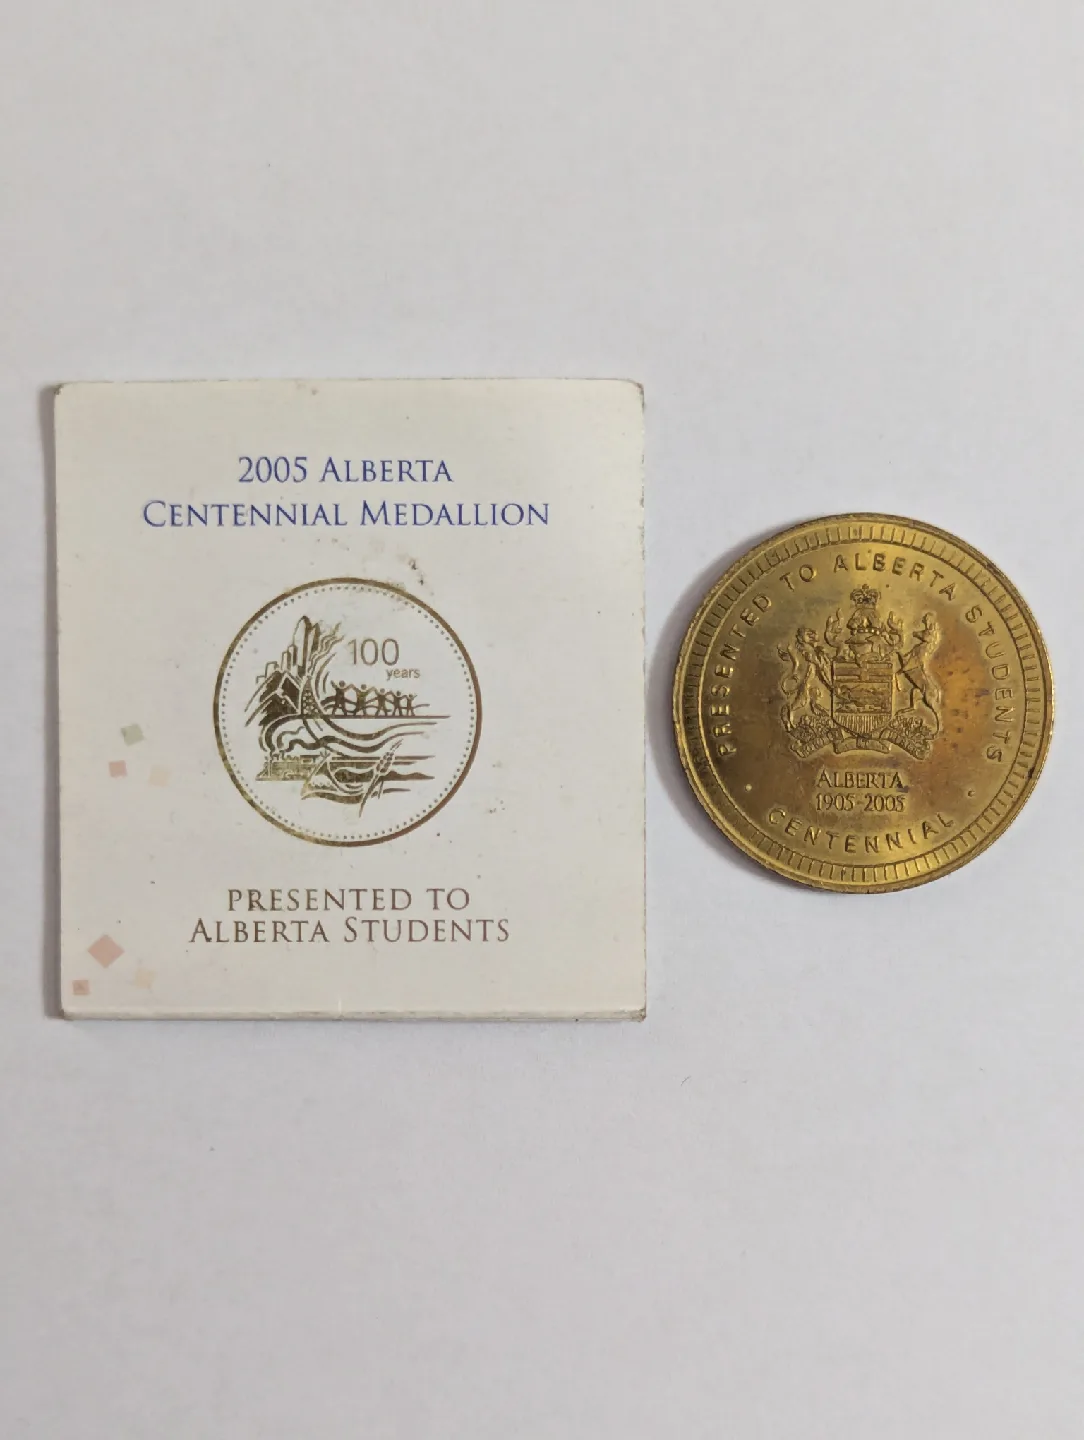 2005 ALBERTA
CENTENNIAL MEDALLION
100
years
PRESENTED TO
ALBERTA STUDENTS
PRESENTED TO ALBERTA STUDENTS
ALBERTA
1905-2005
CENTENNIAL